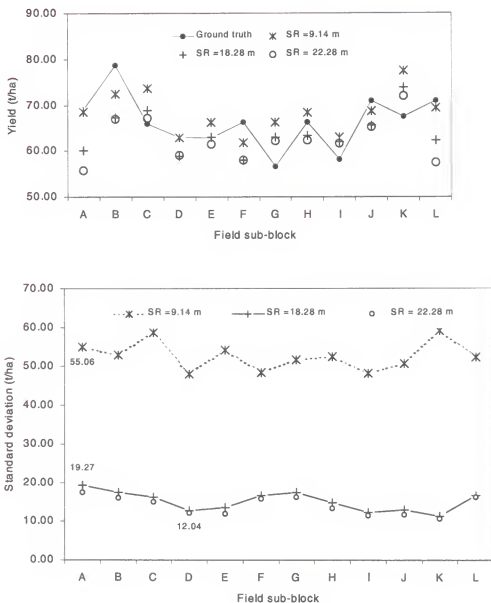 90.00
80.00
70.00
60.00
50.00
Yield (t/ha)
Ground truth
SR =9.14 m
SR =18.28 m
SR = 22.28 m
A B C D E F G H I J K L
Field sub-block
70.00
60.00
50.00
40.00
30.00
20.00
10.00
0.00
Standard deviation (t/ha)
SR =9.14 m
SR =18.28 m
SR = 22.28 m
55.06
19.27
12.04
A B C D E F G H I J K L
Field sub-block